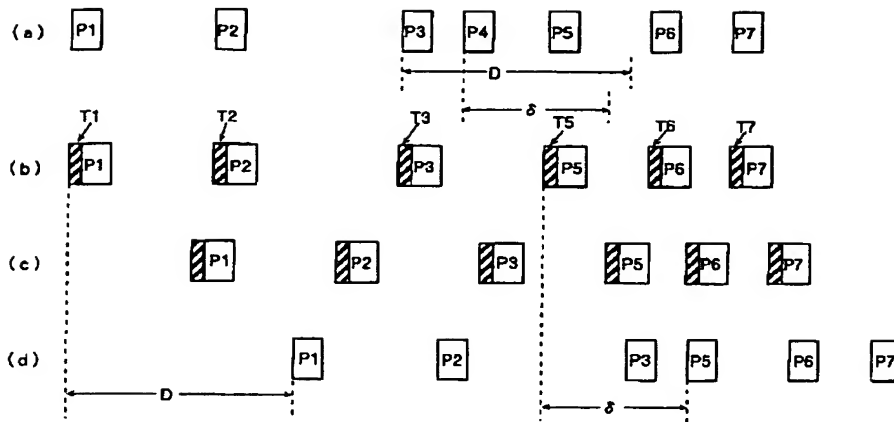 (a) P1 P2 P3 P4 P5 P6 P7
D
δ
T1 T2 T3 T5 T6 T7
(b) P1 P2 P3 P5 P6 P7
(c) P1 P2 P3 P5 P6 P7
(d) P1 P2 P3 P5 P6 P7
D δ